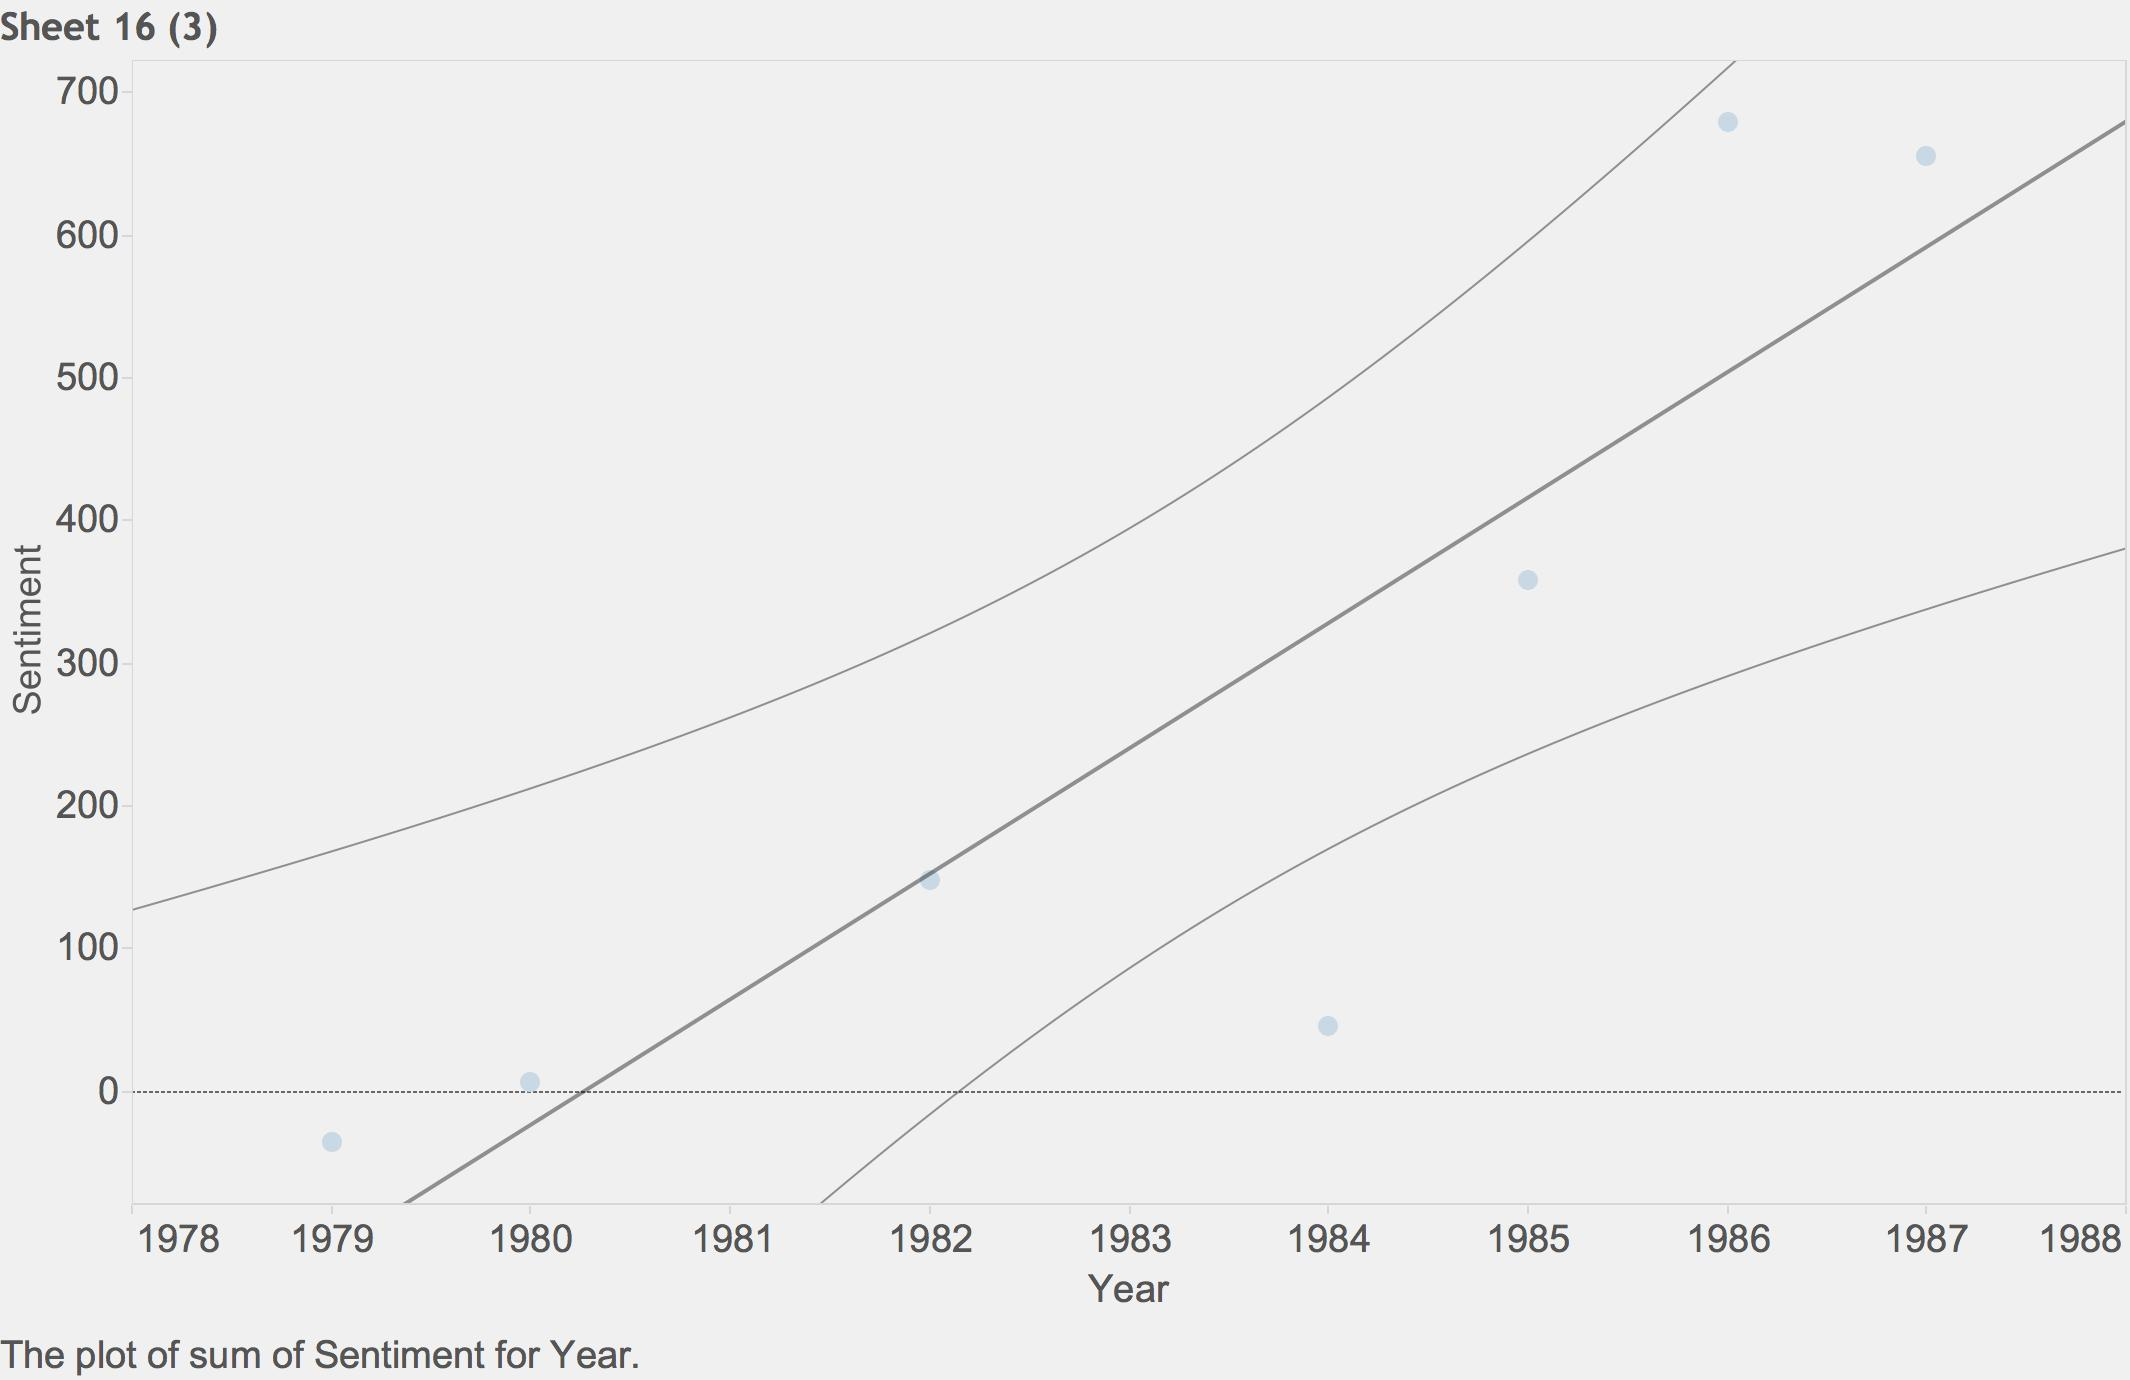 Sheet 16 (3)
700
600
500
400
300
200
100
0
Sentiment
1978 1979 1980 1981 1982 1983 1984 1985 1986 1987 1988
Year
The plot of sum of Sentiment for Year.